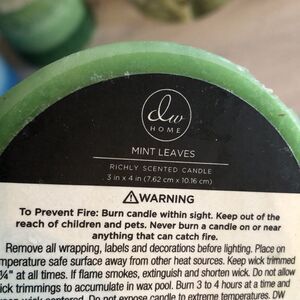 dw
HOME
MINT LEAVES
RICHLY SCENTED CANDLE
3 in x 4 in (7.62 cm x 10.16 cm)
⚠WARNING
To Prevent Fire: Burn candle within sight. Keep out of
reach of children and pets. Never burn a candle on or near
anything that can catch fire.
Remove all wrapping, labels and decorations before lighting. Place on
mperature safe surface away from other heat sources. Keep wick trimmed
¼" at all times. If flame smokes, extinguish and shorten wick. Do not allow
ick trimmings to accumulate in wax pool. Burn 3 to 4 hours at a time and
wick centered. Do not expose candle to extreme temperatures. DW